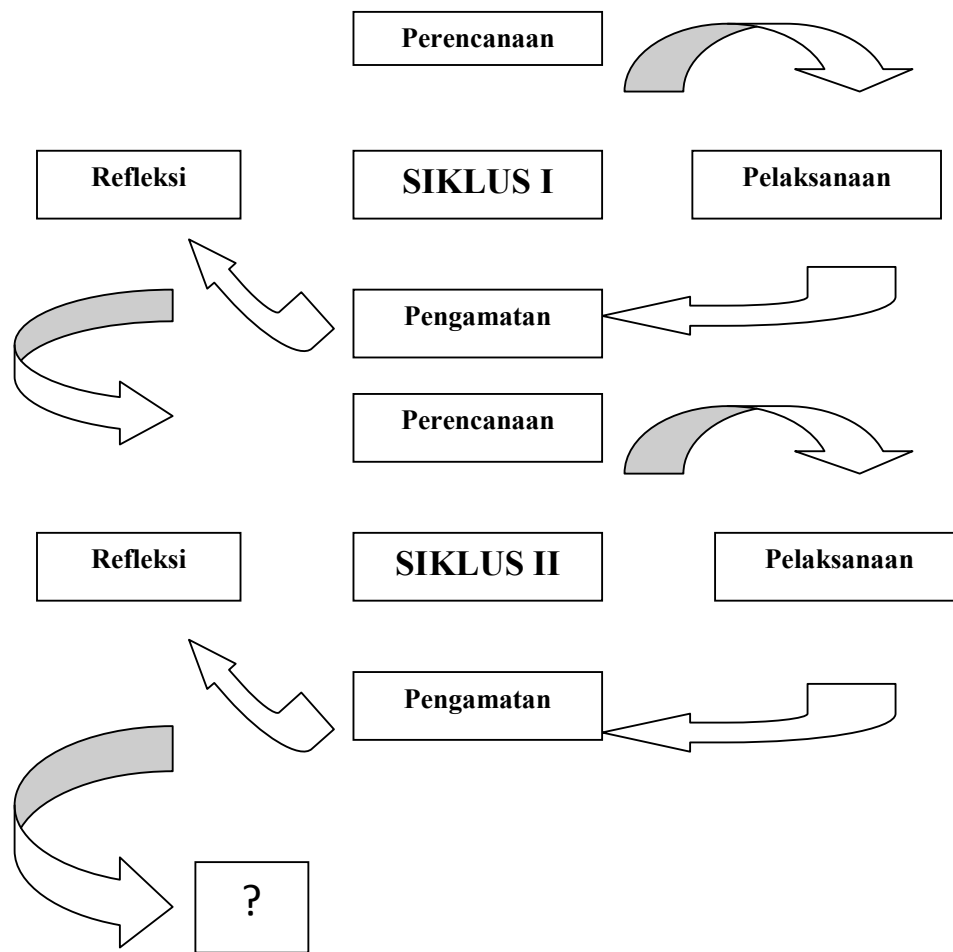 Perencanaan
Refleksi
SIKLUS I
Pelaksanaan
Pengamatan
Perencanaan
Refleksi
SIKLUS II
Pelaksanaan
Pengamatan
?